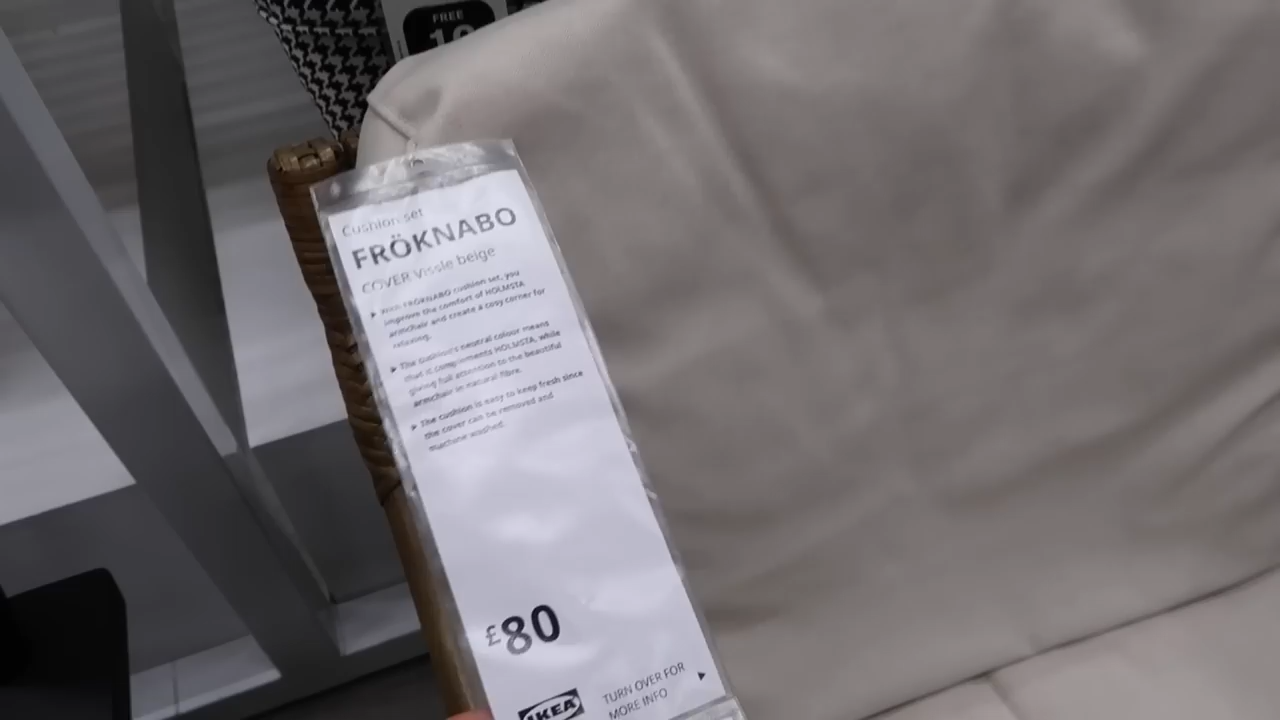 FREE
Cushion set
FRÖKNABO
COVER Vissle beige
With FRÖKNABO cushion set, you
improve the comfort of HOLMSTA
armchair and create a cosy corner for
relaxing.
The cushion's neutral colour means
that it complements HOLMSTA, while
giving full attention to the beautiful
armchair in natural fibre.
The cushion is easy to keep fresh since
the cover can be removed and
machine washed.
£80
IKEA
TURN OVER FOR
MORE INFO